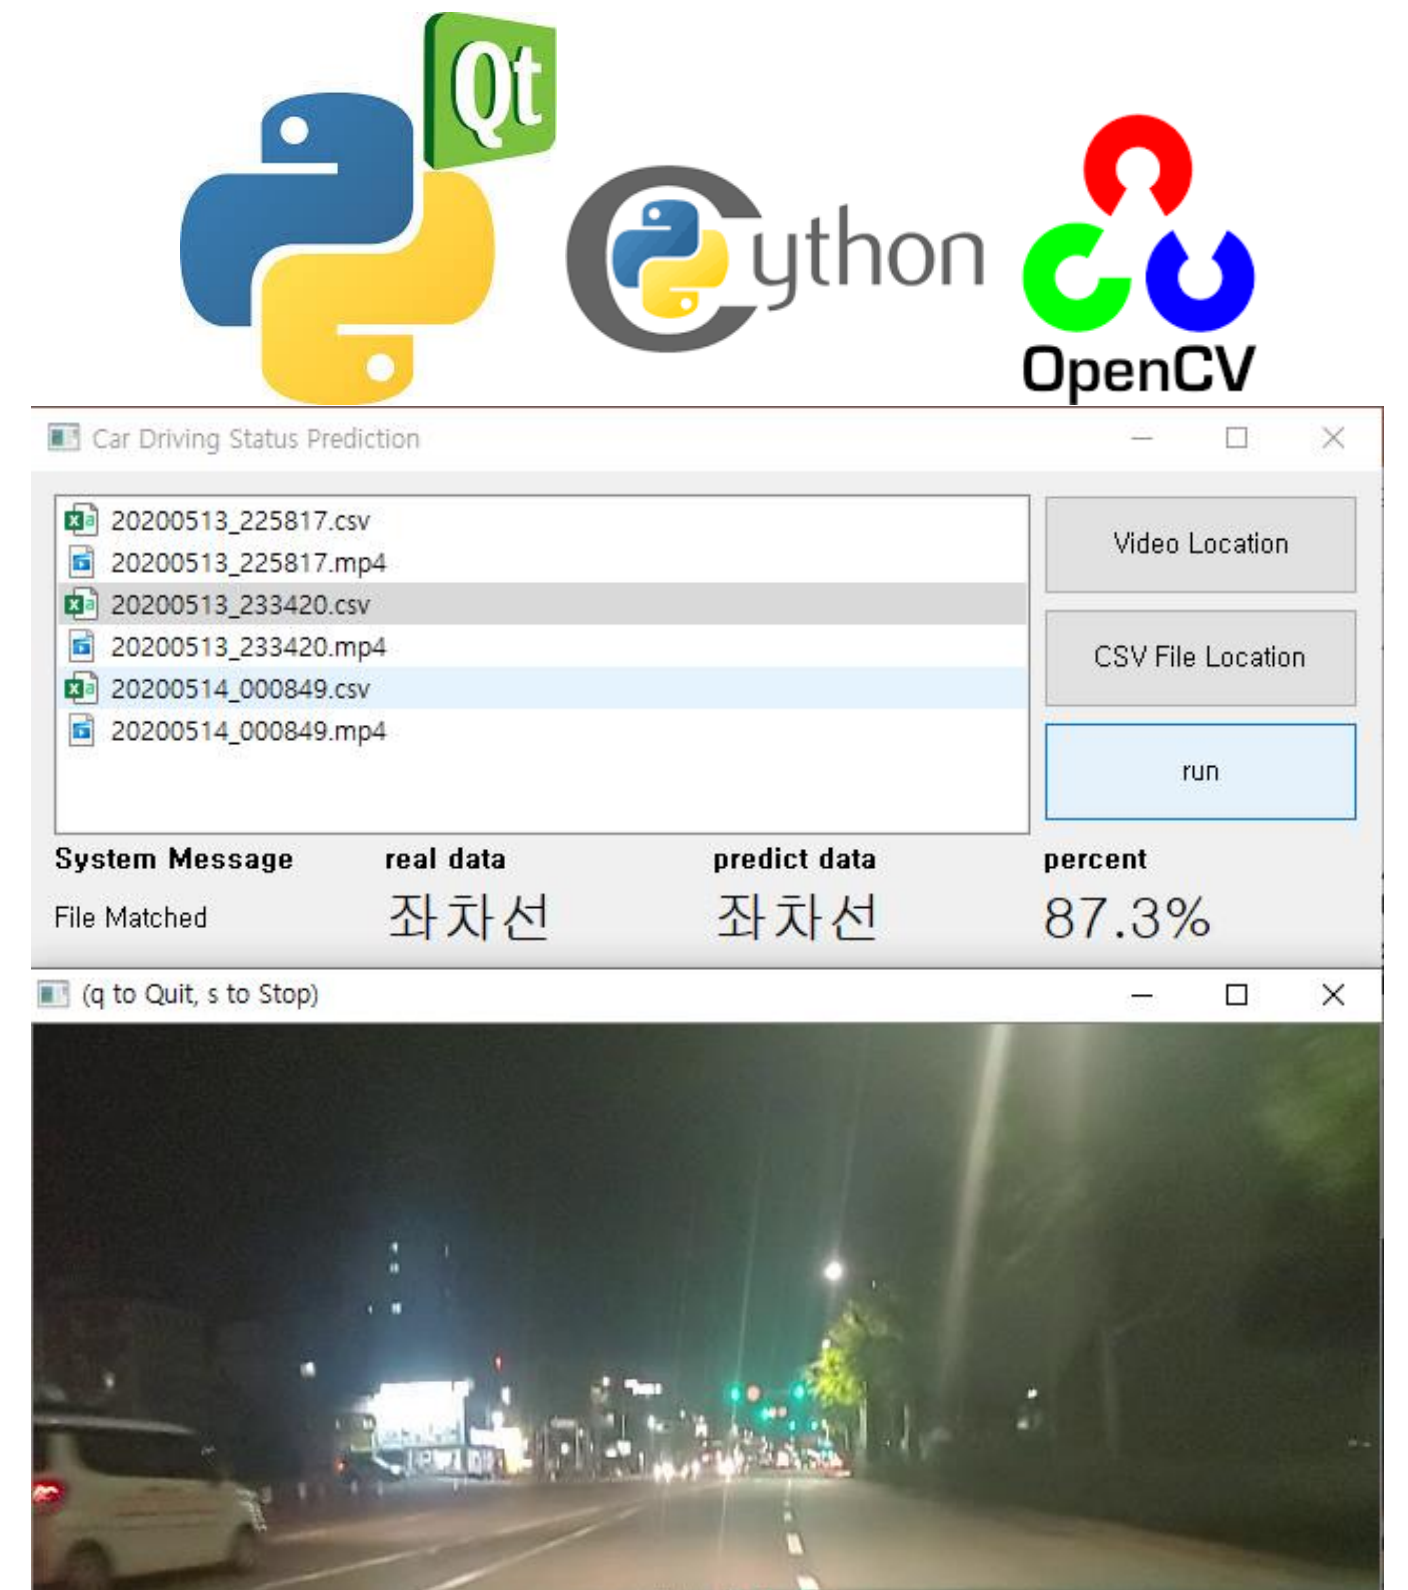 Qt
Cython
OpenCV
Car Driving Status Prediction
20200513_225817.csv
20200513_225817.mp4
20200513_233420.csv
20200513_233420.mp4
20200514_000849.csv
20200514_000849.mp4
Video Location
CSV File Location
run
System Message real data predict data percent
File Matched 좌차선 좌차선 87.3%
(q to Quit, s to Stop)